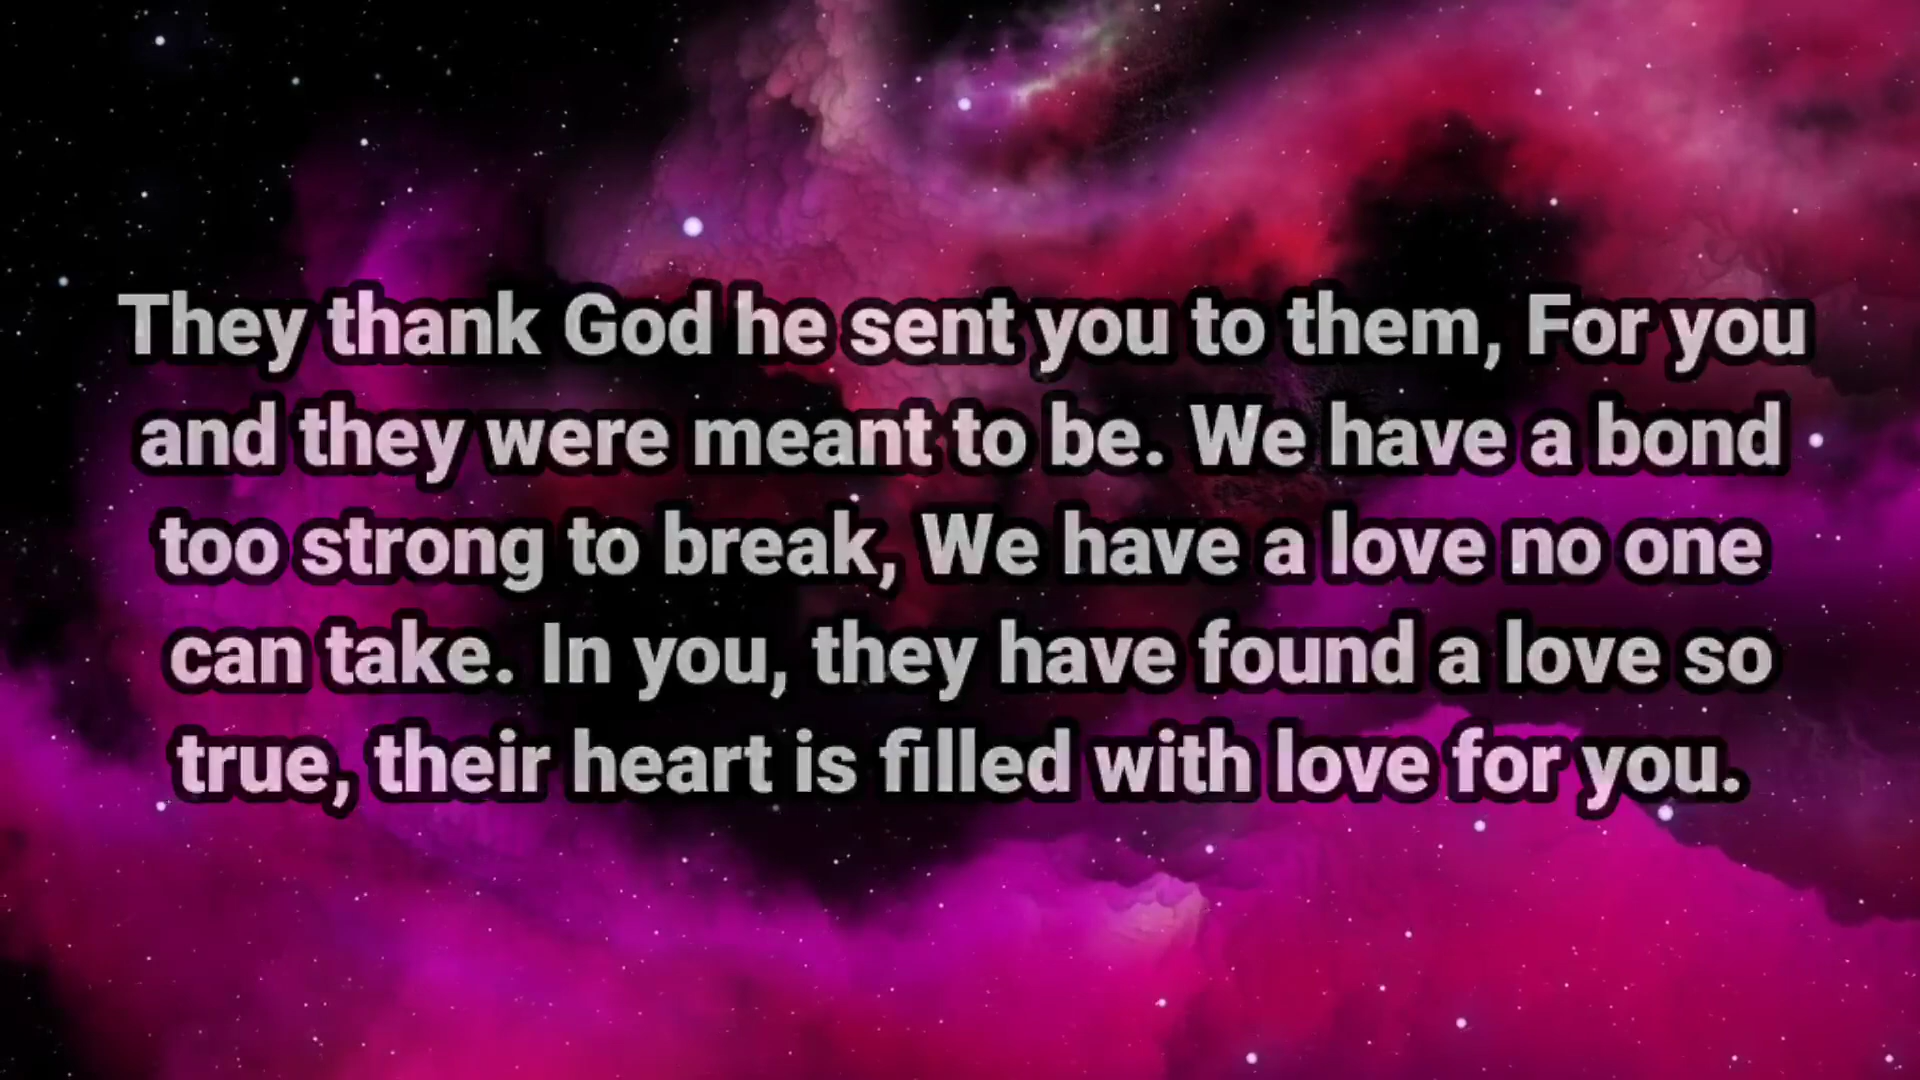 They thank God he sent you to them, For you
and they were meant to be. We have a bond
too strong to break, We have a love no one
can take. In you, they have found a love so
true, their heart is filled with love for you.